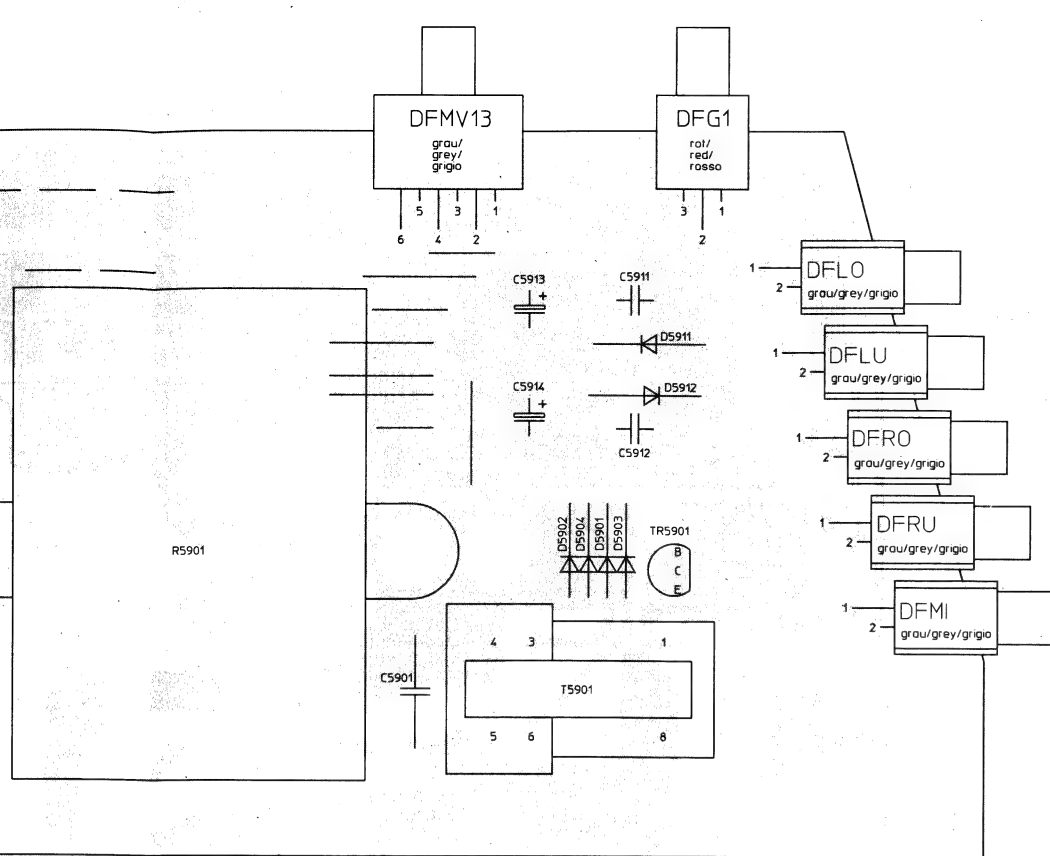 DFMV13
grau/
grey/
grigio
5 3 1
6 4 2
DFG1
rot/
red/
rosso
3 1
2
1
2
DFLO
grau/grey/grigio
1
2
DFLU
grau/grey/grigio
1
2
DFRO
grau/grey/grigio
1
2
DFRU
grau/grey/grigio
1
2
DFMI
grau/grey/grigio
C5913
+
C5911
D5911
C5914
+
D5912
C5912
D5902
D5904
D5901
D5903
TR5901
B
C
E
R5901
C5901
4 3 1
T5901
5 6 8